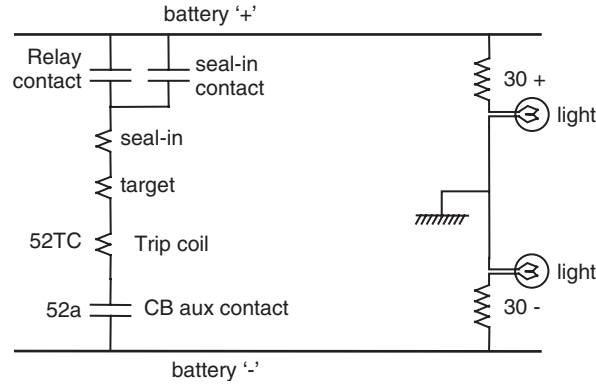 battery ‘+’
Relay
contact
seal-in
contact
30 +
light
seal-in
target
52TC
Trip coil
light
52a
CB aux contact
30 -
battery ‘-’